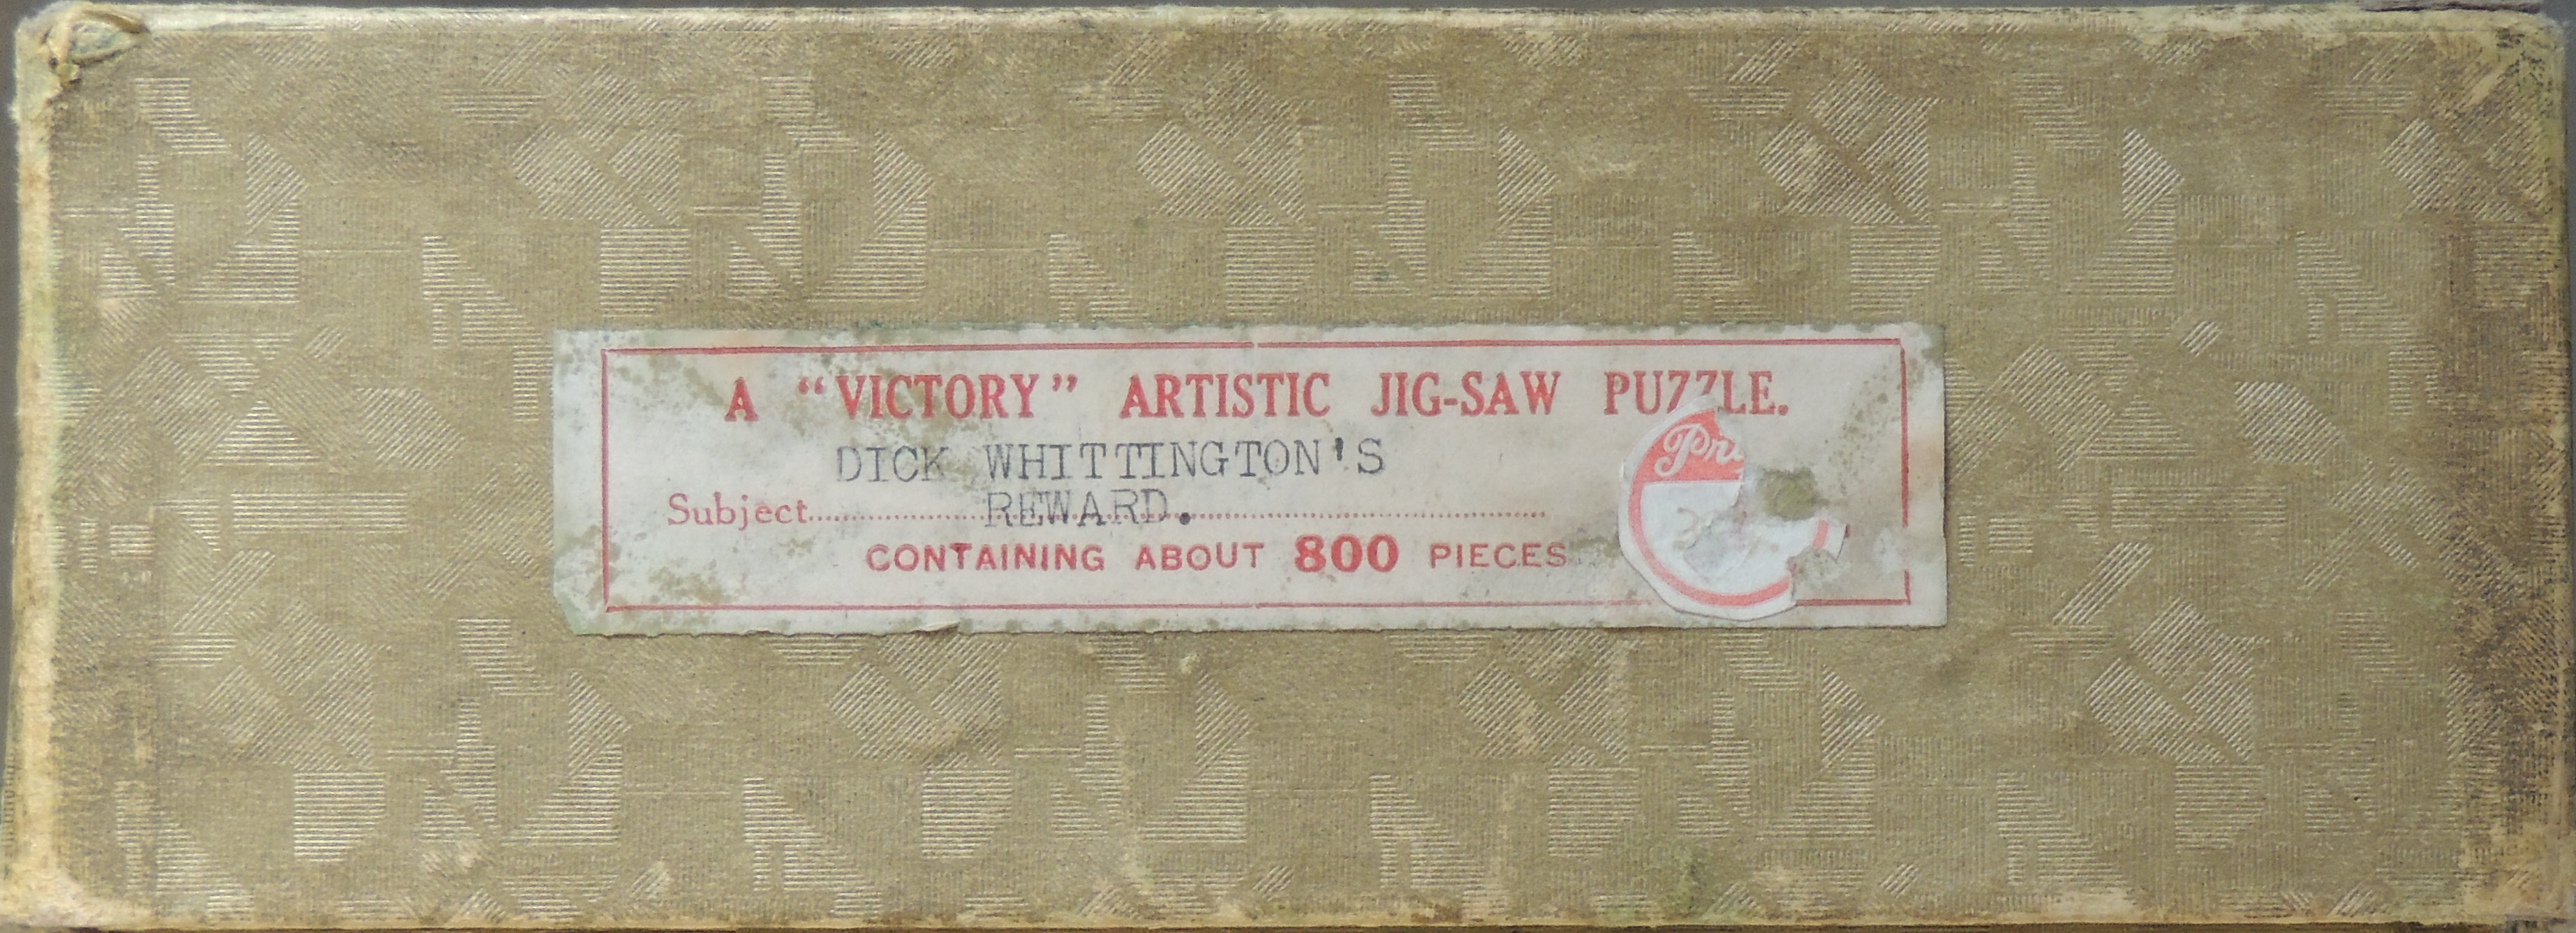 A "VICTORY" ARTISTIC JIG-SAW PUZZLE.
DICK WHITTINGTON'S
Subject..........REWARD...........
CONTAINING ABOUT 800 PIECES